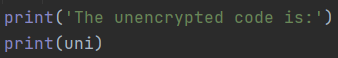 print('The unencrypted code is:')
print(uni)